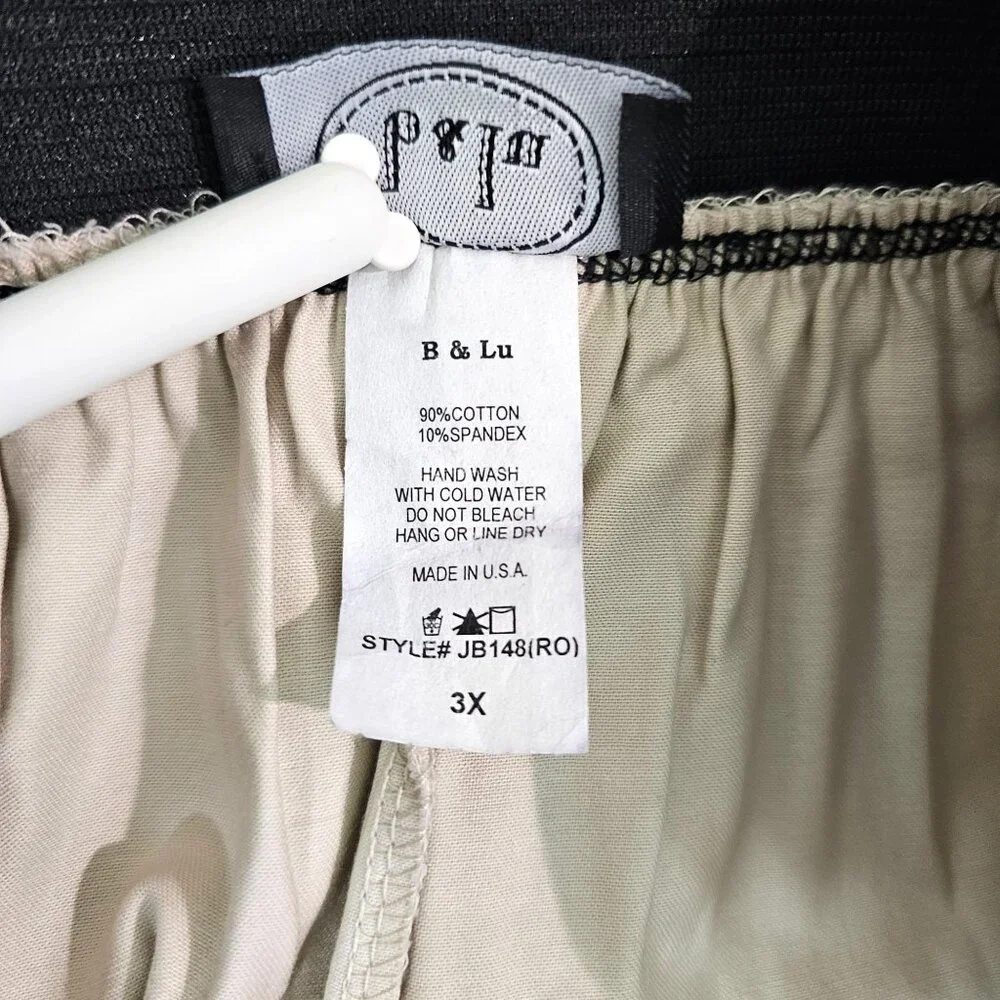 b & lu
B & Lu
90%COTTON
10%SPANDEX
HAND WASH
WITH COLD WATER
DO NOT BLEACH
HANG OR LINE DRY
MADE IN U.S.A.
STYLE# JB148(RO)
3X